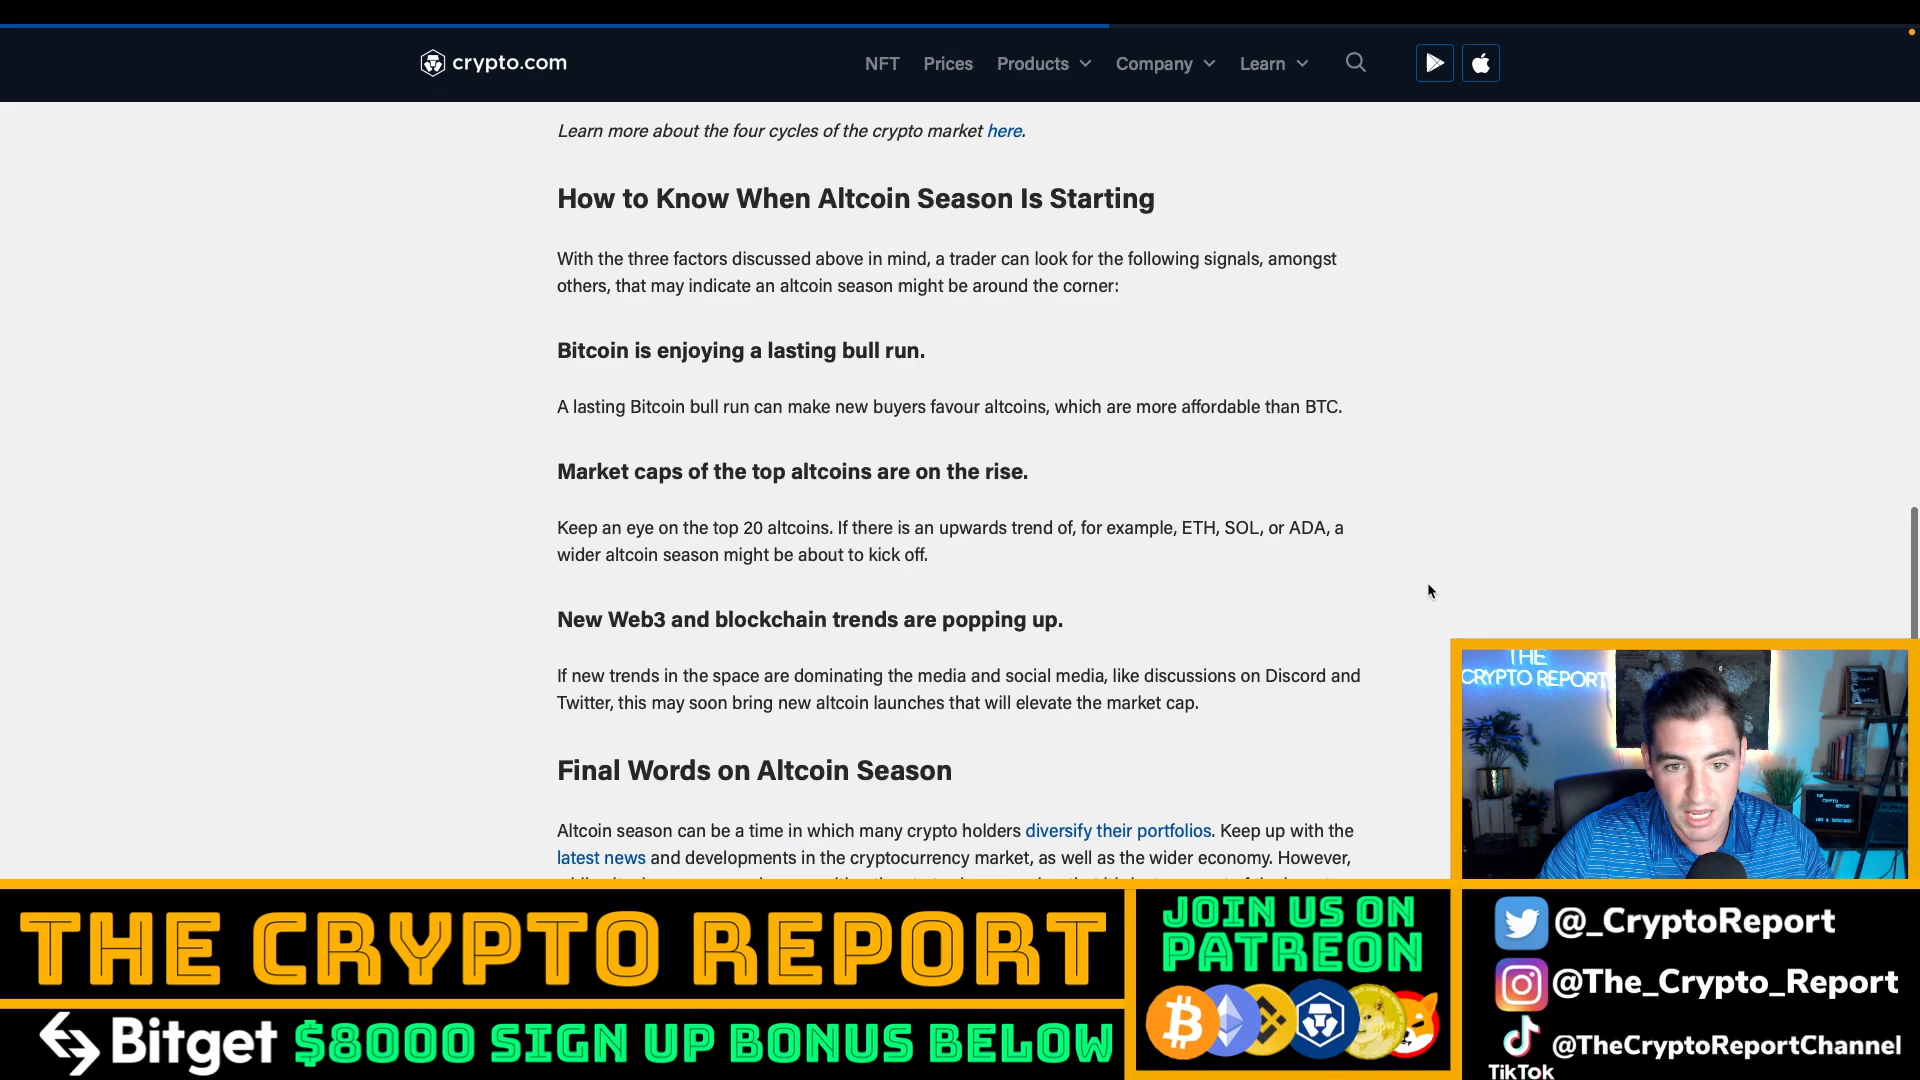 crypto.com
NFT
Prices
Products
Company
Learn
Learn more about the four cycles of the crypto market here.
How to Know When Altcoin Season Is Starting
With the three factors discussed above in mind, a trader can look for the following signals, amongst
others, that may indicate an altcoin season might be around the corner:
Bitcoin is enjoying a lasting bull run.
A lasting Bitcoin bull run can make new buyers favour altcoins, which are more affordable than BTC.
Market caps of the top altcoins are on the rise.
Keep an eye on the top 20 altcoins. If there is an upwards trend of, for example, ETH, SOL, or ADA, a
wider altcoin season might be about to kick off.
New Web3 and blockchain trends are popping up.
If new trends in the space are dominating the media and social media, like discussions on Discord and
Twitter, this may soon bring new altcoin launches that will elevate the market cap.
Final Words on Altcoin Season
Altcoin season can be a time in which many crypto holders diversify their portfolios. Keep up with the
latest news and developments in the cryptocurrency market, as well as the wider economy. However,
THE
CRYPTO REPORT
THE CRYPTO REPORT
Bitget $8000 SIGN UP BONUS BELOW
JOIN US ON
PATREON
@_CryptoReport
@The_Crypto_Report
@TheCryptoReportChannel
TikTok